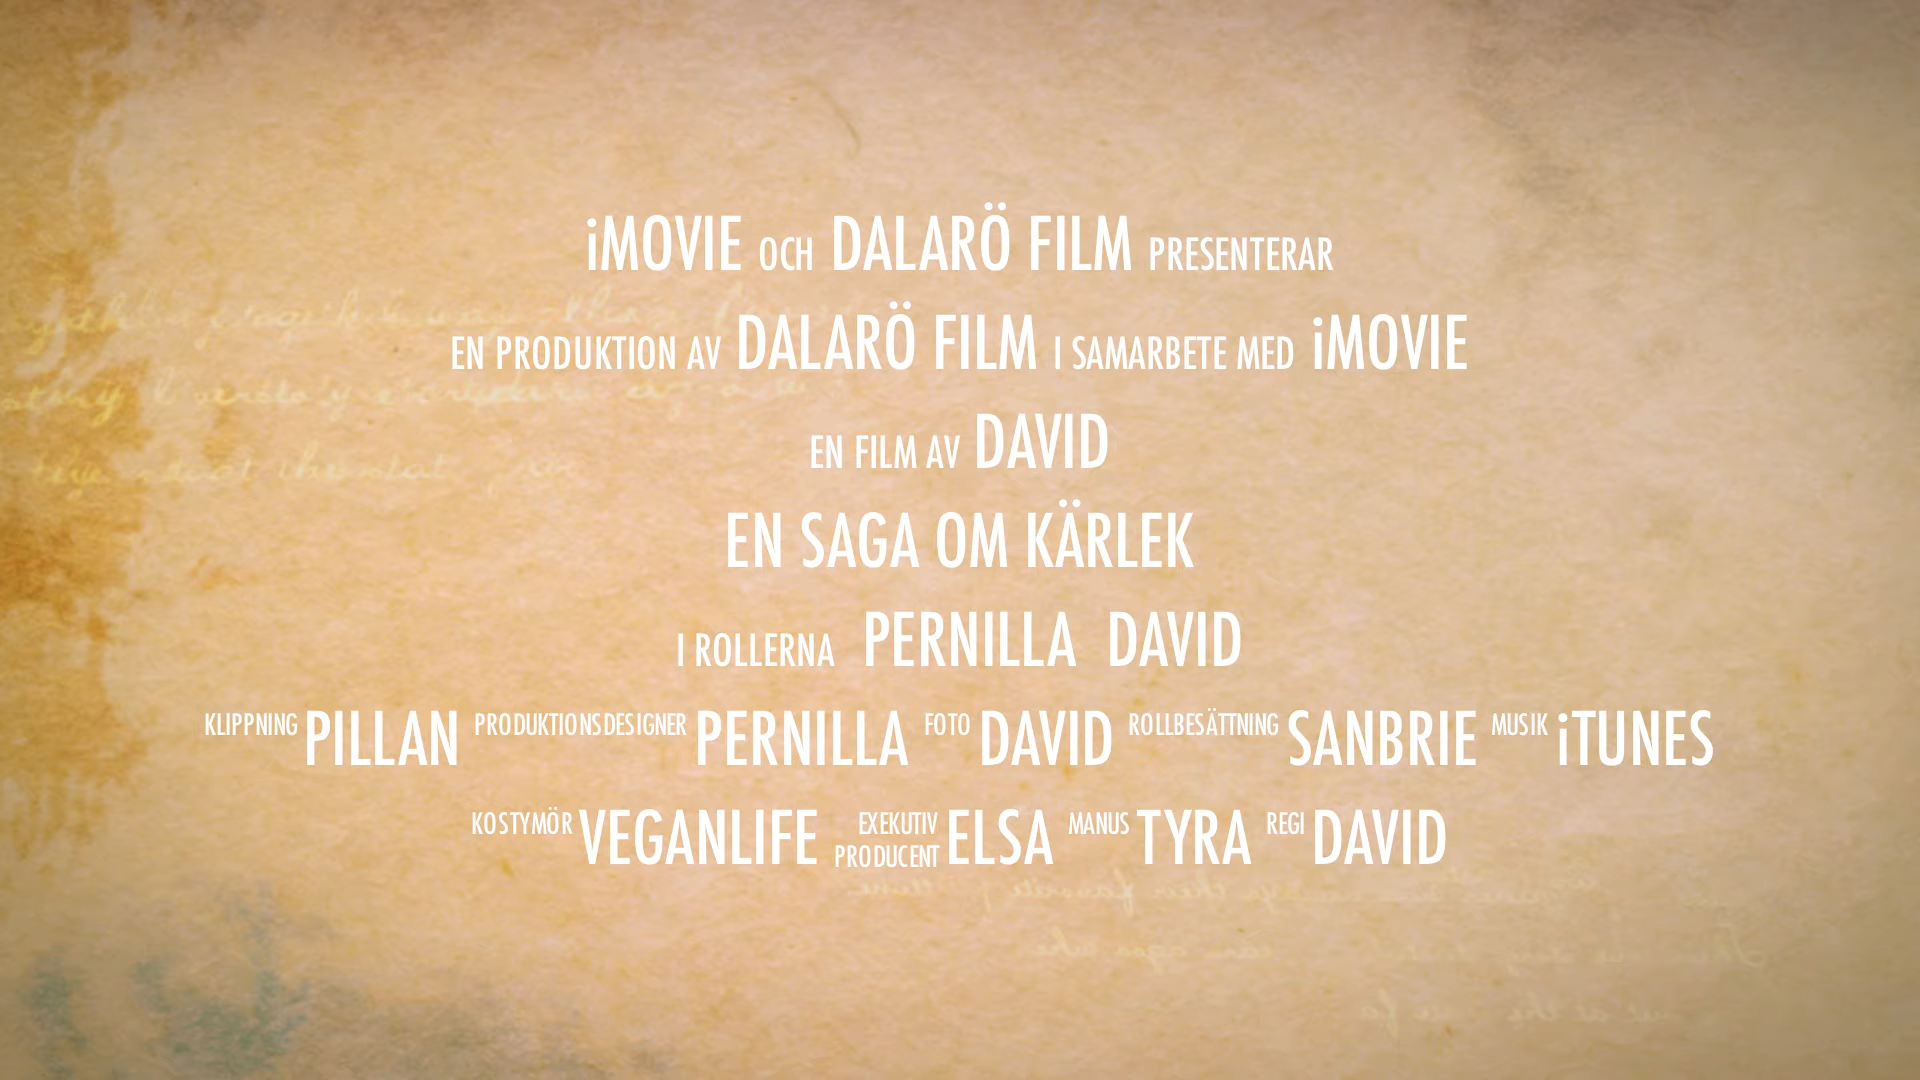 iMOVIE OCH DALARÖ FILM PRESENTERAR
EN PRODUKTION AV DALARÖ FILM I SAMARBETE MED iMOVIE
EN FILM AV DAVID
EN SAGA OM KÄRLEK
I ROLLERNA PERNILLA DAVID
KLIPPNING PILLAN PRODUKTIONSDESIGNER PERNILLA FOTO DAVID ROLLBESÄTTNING SANBRIE MUSIK iTUNES
KOSTYMÖR VEGANLIFE EXEKUTIV PRODUCENT ELSA MANUS TYRA REGI DAVID